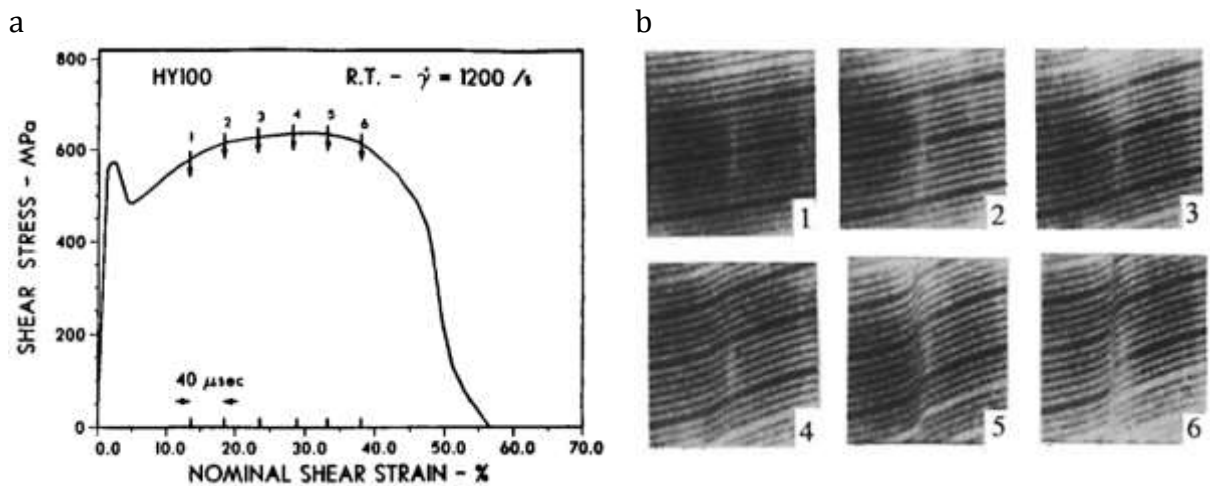 a
b
800
600
400
200
0
SHEAR STRESS - MPa
HY100
R.T. - γ̇ = 1200 /s
1
2
3
4
5
6
40 μsec
0.0 10.0 20.0 30.0 40.0 50.0 60.0 70.0
NOMINAL SHEAR STRAIN - %
1
2
3
4
5
6